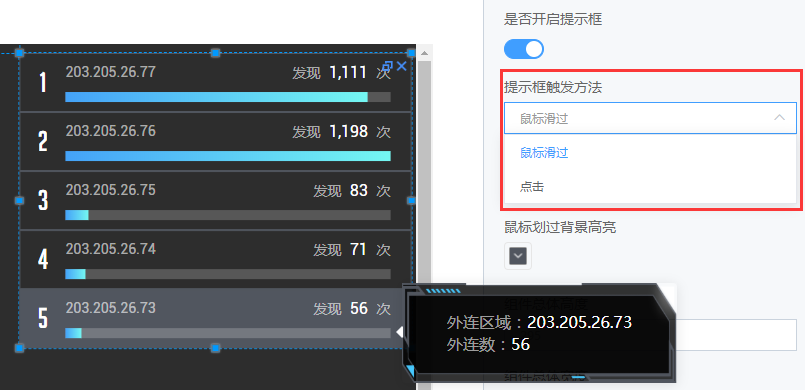 1 203.205.26.77 发现 1,111 次
2 203.205.26.76 发现 1,198 次
3 203.205.26.75 发现 83 次
4 203.205.26.74 发现 71 次
5 203.205.26.73 发现 56 次
外连区域：203.205.26.73
外连数：56
是否开启提示框
提示框触发方法
鼠标滑过
鼠标滑过
点击
鼠标划过背景高亮